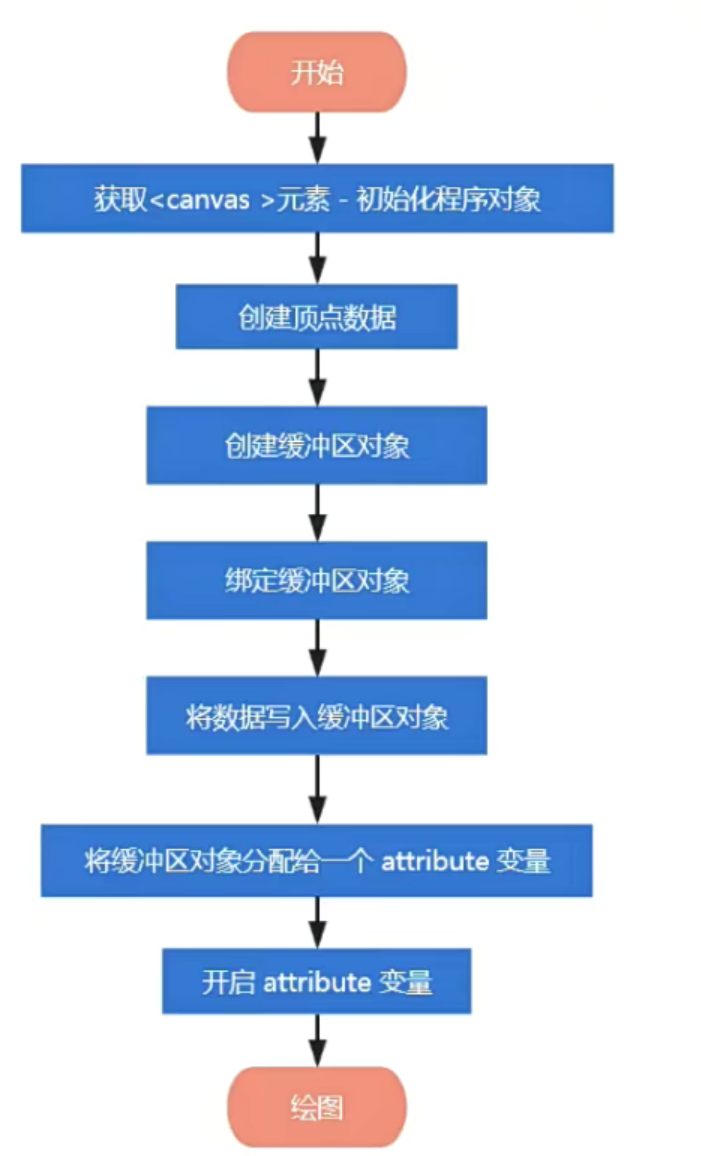 开始
获取<canvas >元素 - 初始化程序对象
创建顶点数据
创建缓冲区对象
绑定缓冲区对象
将数据写入缓冲区对象
将缓冲区对象分配给一个 attribute 变量
开启 attribute 变量
绘图